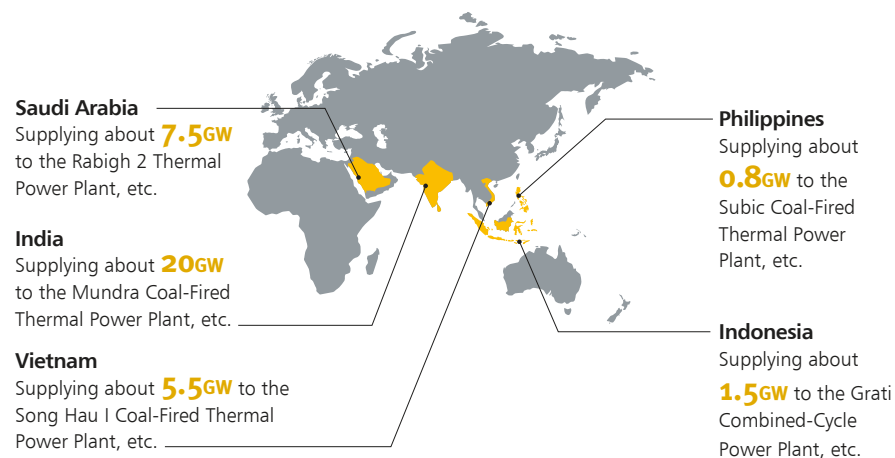 Saudi Arabia
Supplying about 7.5GW
to the Rabigh 2 Thermal
Power Plant, etc.
India
Supplying about 20GW
to the Mundra Coal-Fired
Thermal Power Plant, etc.
Vietnam
Supplying about 5.5GW to the
Song Hau I Coal-Fired Thermal
Power Plant, etc.
Philippines
Supplying about
0.8GW to the
Subic Coal-Fired
Thermal Power
Plant, etc.
Indonesia
Supplying about
1.5GW to the Grati
Combined-Cycle
Power Plant, etc.